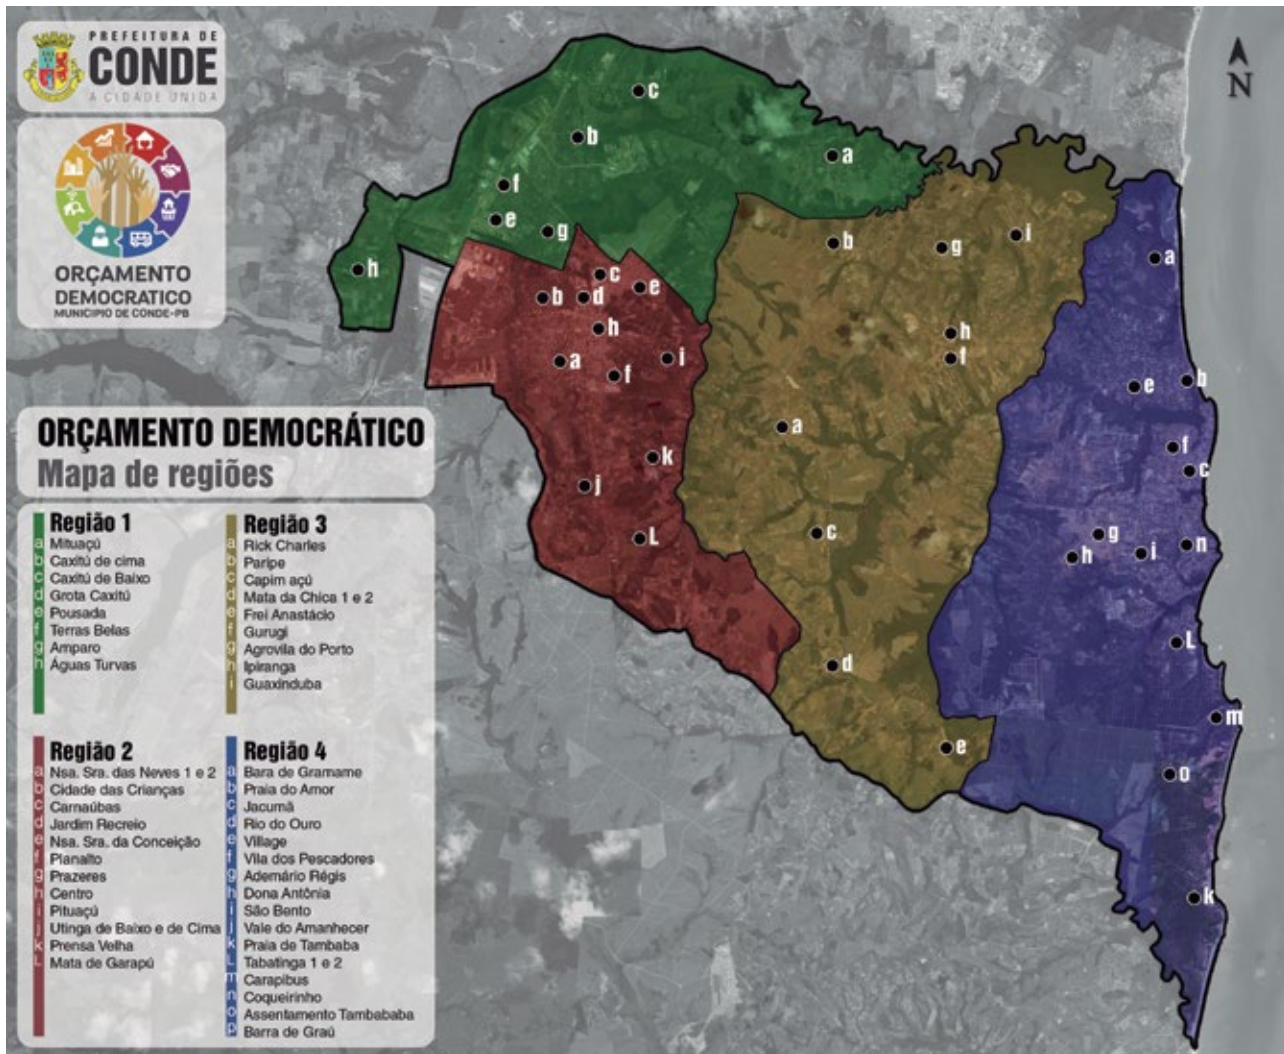 PREFEITURA DE
CONDE
A CIDADE UNIDA
N
ORÇAMENTO
DEMOCRATICO
MUNICIPIO DE CONDE-PB
ORÇAMENTO DEMOCRÁTICO
Mapa de regiões
Região 1
a Mituaçú
b Caxitú de cima
c Caxitú de Baixo
d Grota Caxitú
e Pousada
f Terras Belas
g Amparo
h Águas Turvas
Região 3
a Rick Charles
b Paripe
c Capim açú
d Mata da Chica 1 e 2
e Frei Anastácio
f Gurugi
g Agrovila do Porto
h Ipiranga
i Guaxinduba
Região 2
a Nsa. Sra. das Neves 1 e 2
b Cidade das Crianças
c Carnaúbas
d Jardim Recreio
e Nsa. Sra. da Conceição
f Planalto
g Prazeres
h Centro
i Pituaçú
j Utinga de Baixo e de Cima
k Prensa Velha
L Mata de Garapú
Região 4
a Bara de Gramame
b Praia do Amor
c Jacumã
d Rio do Ouro
e Village
f Vila dos Pescadores
g Ademário Régis
h Dona Antônia
i São Bento
j Vale do Amanhecer
k Praia de Tambaba
L Tabatinga 1 e 2
m Carapibus
n Coqueirinho
o Assentamento Tambababa
p Barra de Graú
c
b
a
f
e
g
h
c
b
d
e
h
a
f
i
k
j
L
b
g
i
h
f
a
c
d
e
a
e
b
f
c
g
h
i
n
L
m
o
k